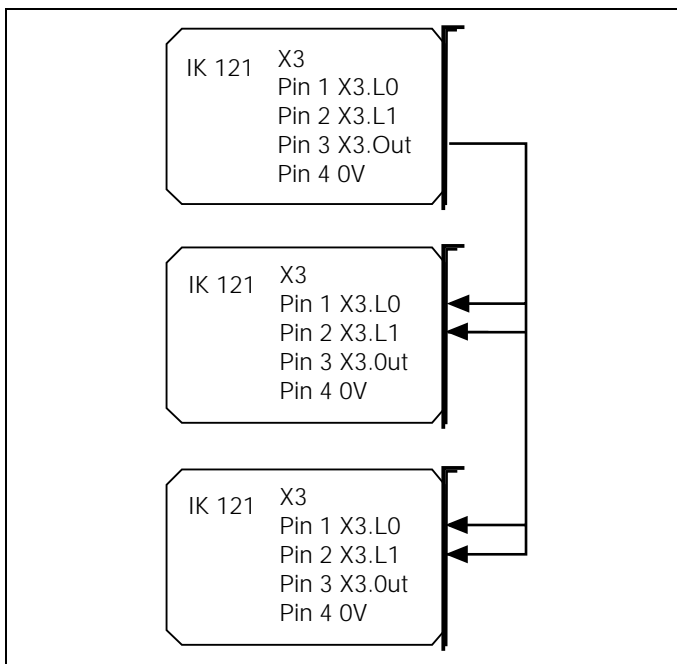 IK 121 X3
Pin 1 X3.L0
Pin 2 X3.L1
Pin 3 X3.Out
Pin 4 0V
IK 121 X3
Pin 1 X3.L0
Pin 2 X3.L1
Pin 3 X3.0ut
Pin 4 0V
IK 121 X3
Pin 1 X3.L0
Pin 2 X3.L1
Pin 3 X3.0ut
Pin 4 0V